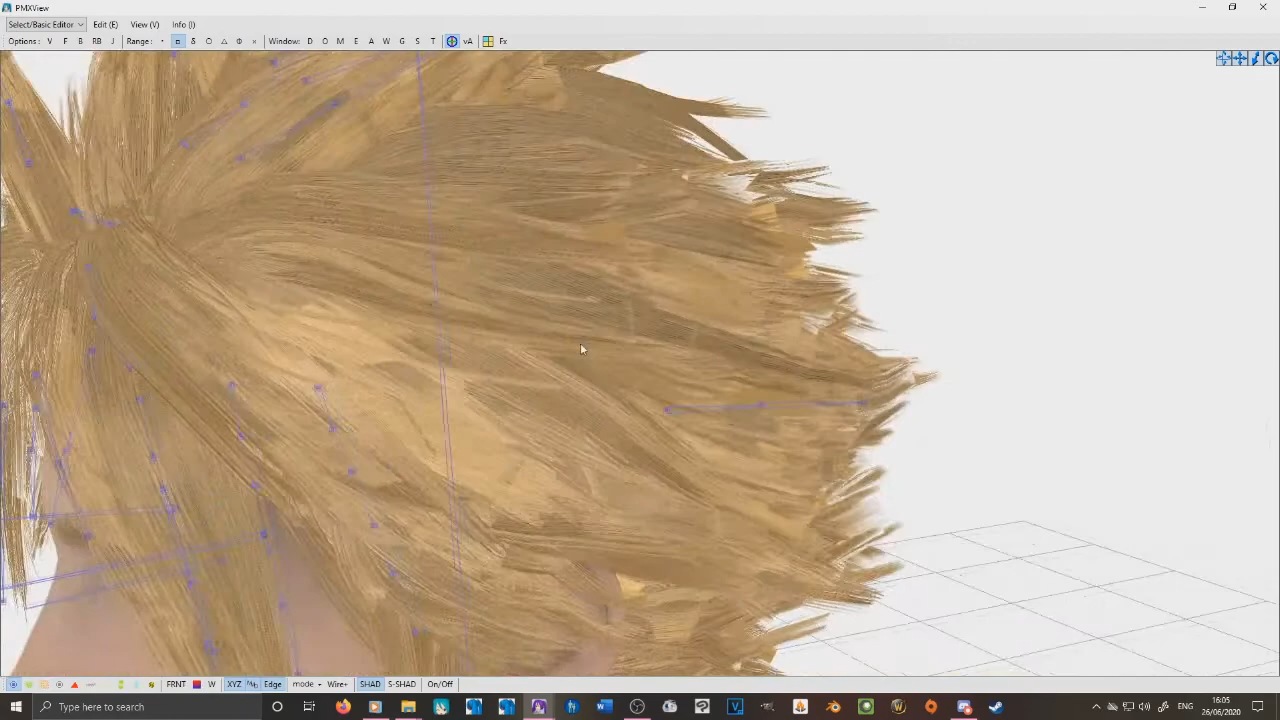 PMXView
Select/Basic Editor Edit (E) View (V) Info (I)
Options : V F B RB J Range : Window: D O M E A W G S T vA Fx
FRNT W XYZ Edge mode Wire+ SHAD S-SHAD On/Off
Type here to search
ENG
16:05
26/06/2020